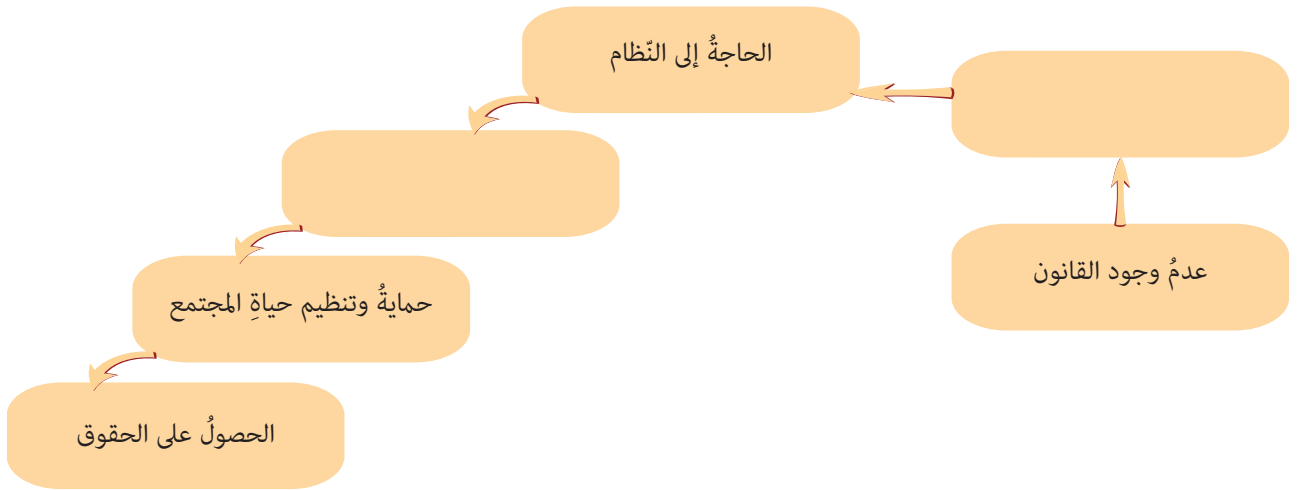 الحاجةُ إلى النّظام
عدمُ وجود القانون
حمايةُ وتنظيم حياةِ المجتمع
الحصولُ على الحقوق